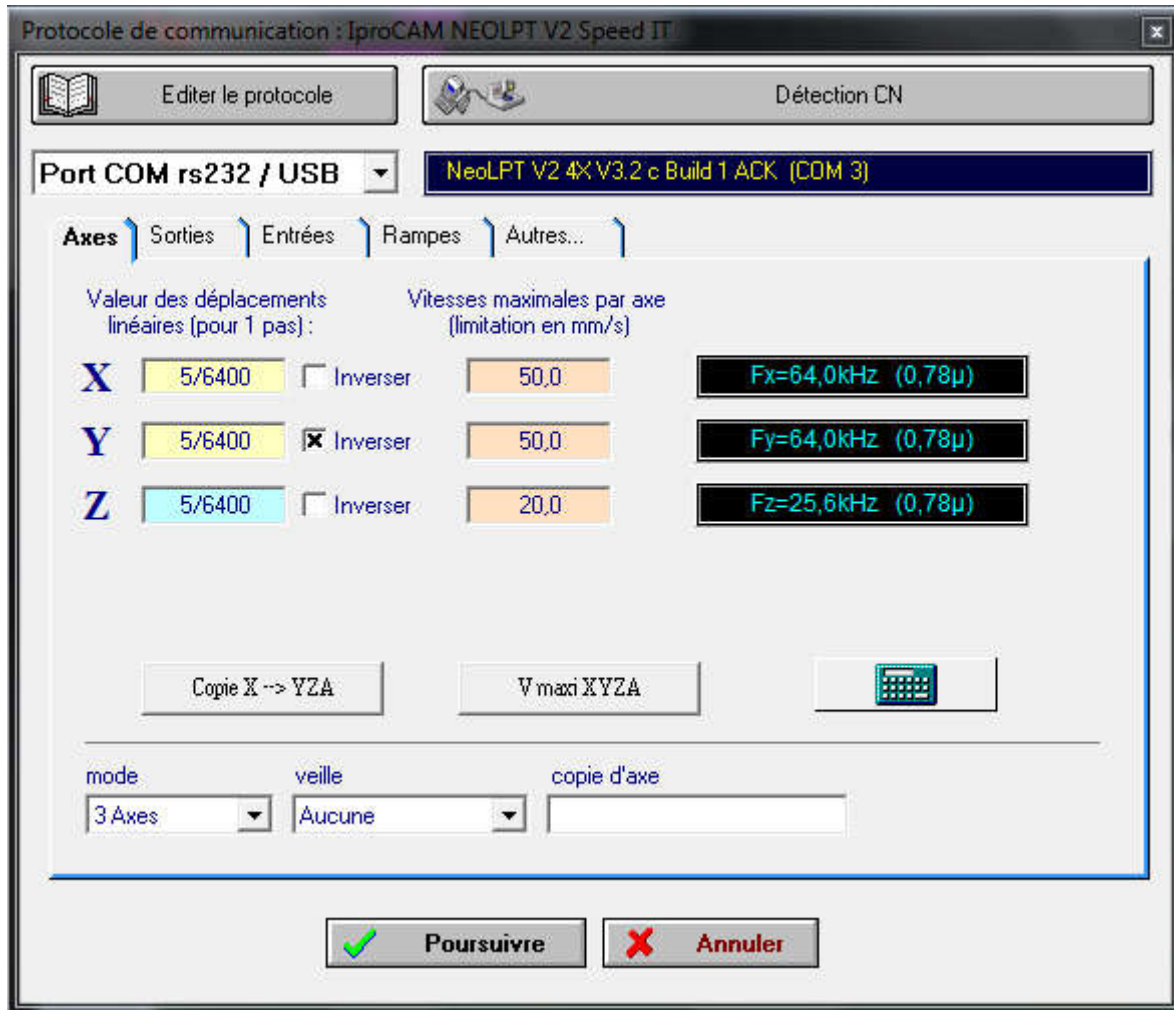 Protocole de communication : IproCAM NEOLPT V2 Speed IT
Editer le protocole
Détection CN
Port COM rs232 / USB
NeoLPT V2 4X V3.2 c Build 1 ACK (COM 3)
Axes Sorties Entrées Rampes Autres...
Valeur des déplacements
linéaires (pour 1 pas) :
Vitesses maximales par axe
(limitation en mm/s)
X 5/6400 Inverser 50,0 Fx=64,0kHz (0,78µ)
Y 5/6400 Inverser 50,0 Fy=64,0kHz (0,78µ)
Z 5/6400 Inverser 20,0 Fz=25,6kHz (0,78µ)
Copie X --> YZA
V maxi XYZA
mode veille copie d'axe
3 Axes Aucune
Poursuivre Annuler